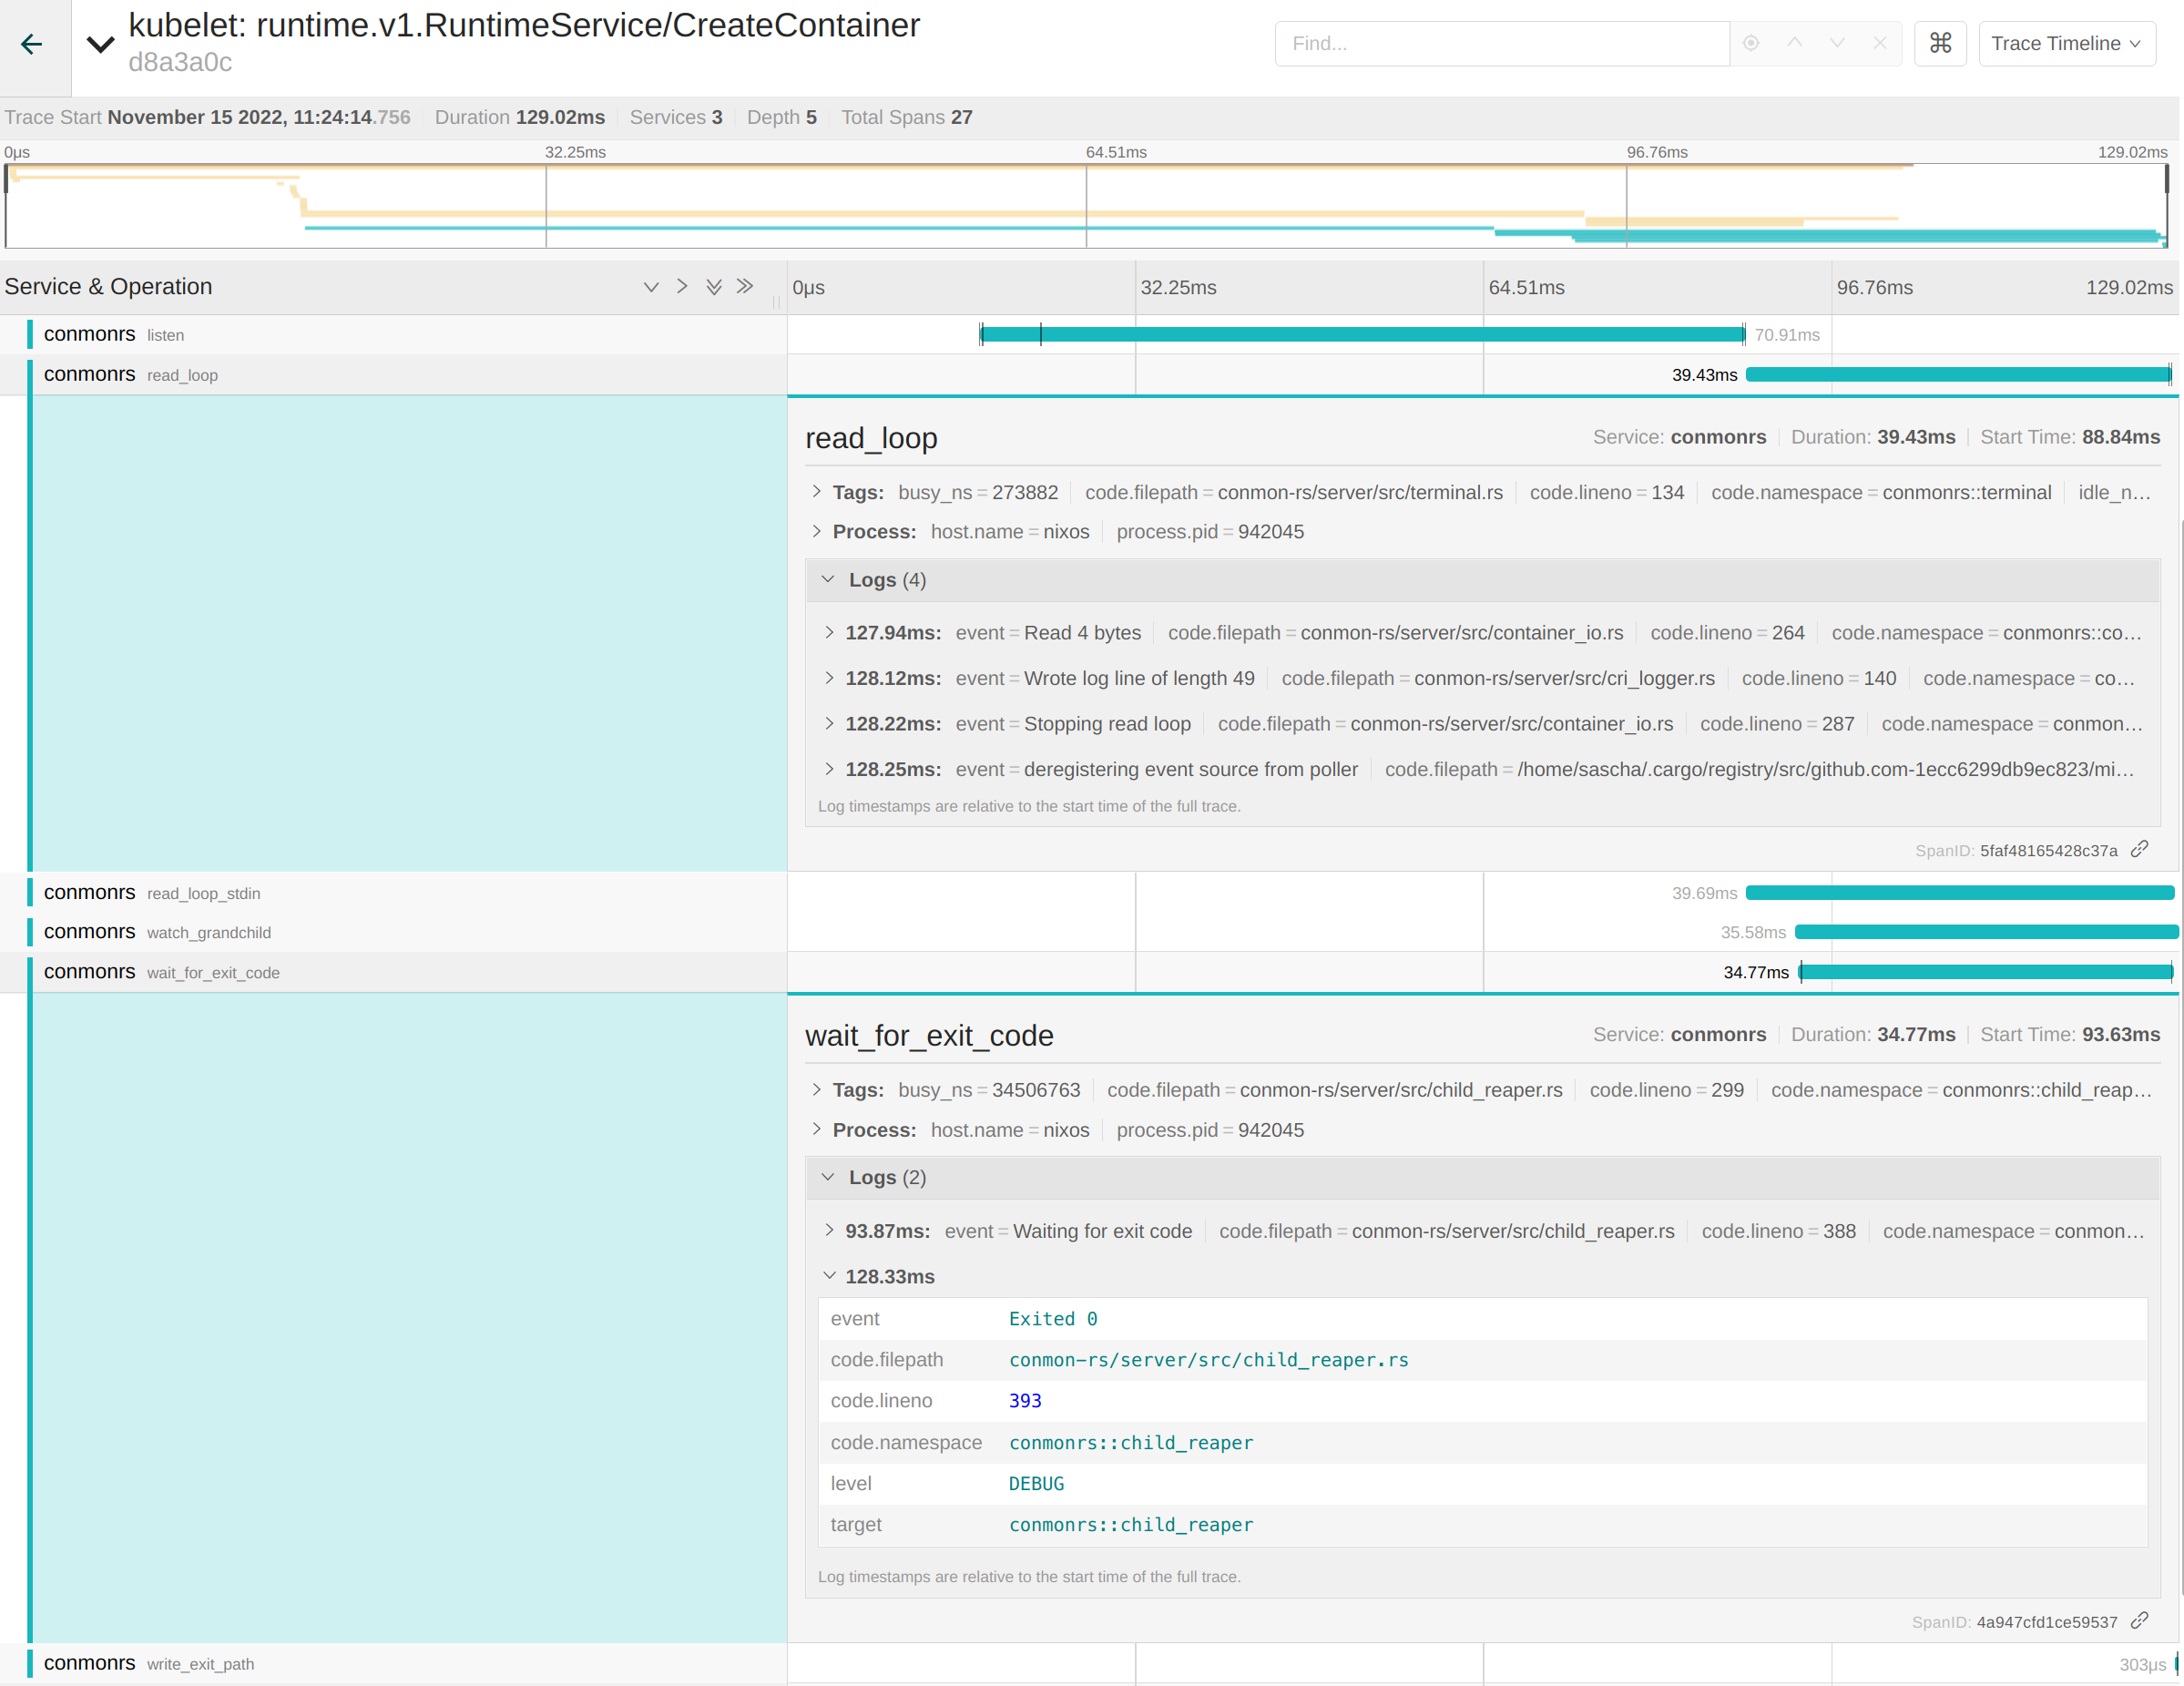 kubelet: runtime.v1.RuntimeService/CreateContainer
d8a3a0c
Find...
⌘
Trace Timeline
Trace Start November 15 2022, 11:24:14.756 Duration 129.02ms Services 3 Depth 5 Total Spans 27
0μs 32.25ms 64.51ms 96.76ms 129.02ms
Service & Operation 0μs 32.25ms 64.51ms 96.76ms 129.02ms
conmonrs listen 70.91ms
conmonrs read_loop 39.43ms
read_loop Service: conmonrs Duration: 39.43ms Start Time: 88.84ms
Tags: busy_ns = 273882 code.filepath = conmon-rs/server/src/terminal.rs code.lineno = 134 code.namespace = conmonrs::terminal idle_n…
Process: host.name = nixos process.pid = 942045
Logs (4)
127.94ms: event = Read 4 bytes code.filepath = conmon-rs/server/src/container_io.rs code.lineno = 264 code.namespace = conmonrs::co…
128.12ms: event = Wrote log line of length 49 code.filepath = conmon-rs/server/src/cri_logger.rs code.lineno = 140 code.namespace = co…
128.22ms: event = Stopping read loop code.filepath = conmon-rs/server/src/container_io.rs code.lineno = 287 code.namespace = conmon…
128.25ms: event = deregistering event source from poller code.filepath = /home/sascha/.cargo/registry/src/github.com-1ecc6299db9ec823/mi…
Log timestamps are relative to the start time of the full trace.
SpanID: 5faf48165428c37a
conmonrs read_loop_stdin 39.69ms
conmonrs watch_grandchild 35.58ms
conmonrs wait_for_exit_code 34.77ms
wait_for_exit_code Service: conmonrs Duration: 34.77ms Start Time: 93.63ms
Tags: busy_ns = 34506763 code.filepath = conmon-rs/server/src/child_reaper.rs code.lineno = 299 code.namespace = conmonrs::child_reap…
Process: host.name = nixos process.pid = 942045
Logs (2)
93.87ms: event = Waiting for exit code code.filepath = conmon-rs/server/src/child_reaper.rs code.lineno = 388 code.namespace = conmon…
128.33ms
event Exited 0
code.filepath conmon-rs/server/src/child_reaper.rs
code.lineno 393
code.namespace conmonrs::child_reaper
level DEBUG
target conmonrs::child_reaper
Log timestamps are relative to the start time of the full trace.
SpanID: 4a947cfd1ce59537
conmonrs write_exit_path 303μs